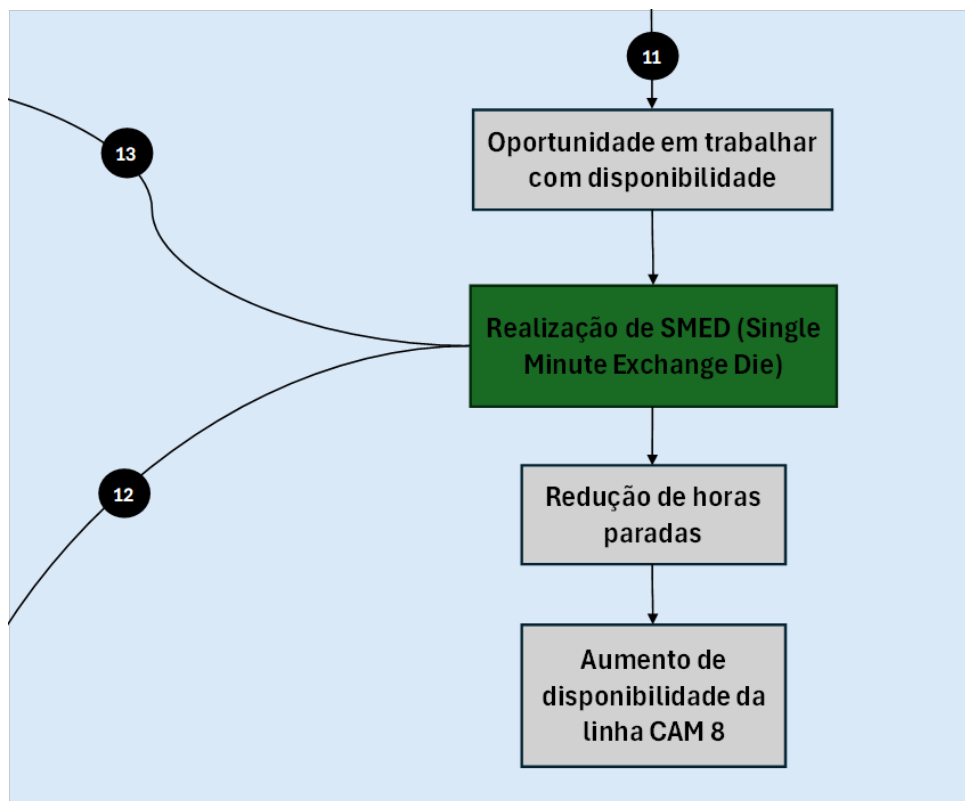 11
Oportunidade em trabalhar
com disponibilidade
13
Realização de SMED (Single
Minute Exchange Die)
12
Redução de horas
paradas
Aumento de
disponibilidade da
linha CAM 8